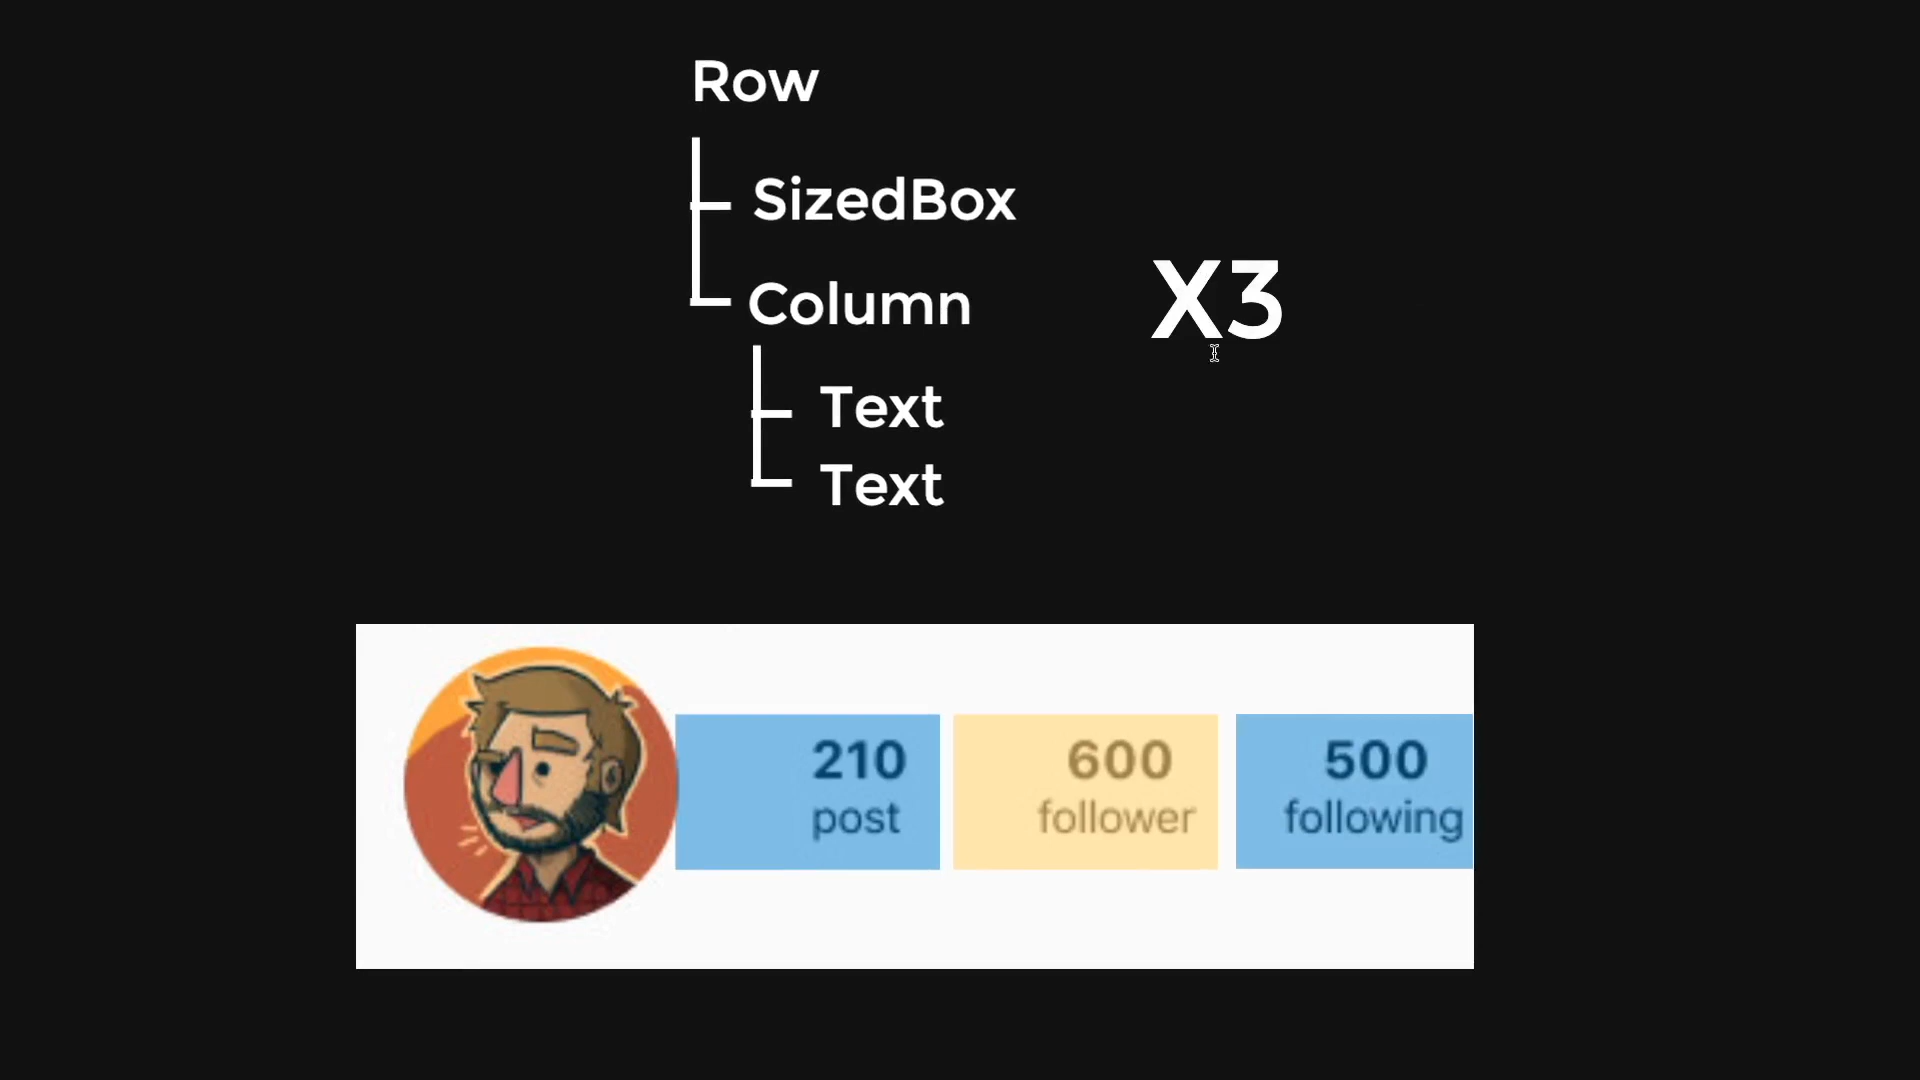 Row
SizedBox
Column
X3
Text
Text
210 600 500
post follower following